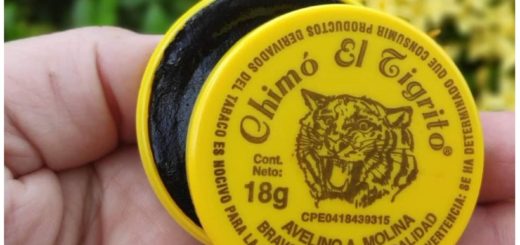 SE HA DETERMINADO QUE CONSUMIR PRODUCTOS DERIVADOS DEL TABACO ES NOCIVO PARA LA
Chimó El Tigrito®
Cont.
Neto:
18g
CPE0418439315
AVELINO A. MOLINA